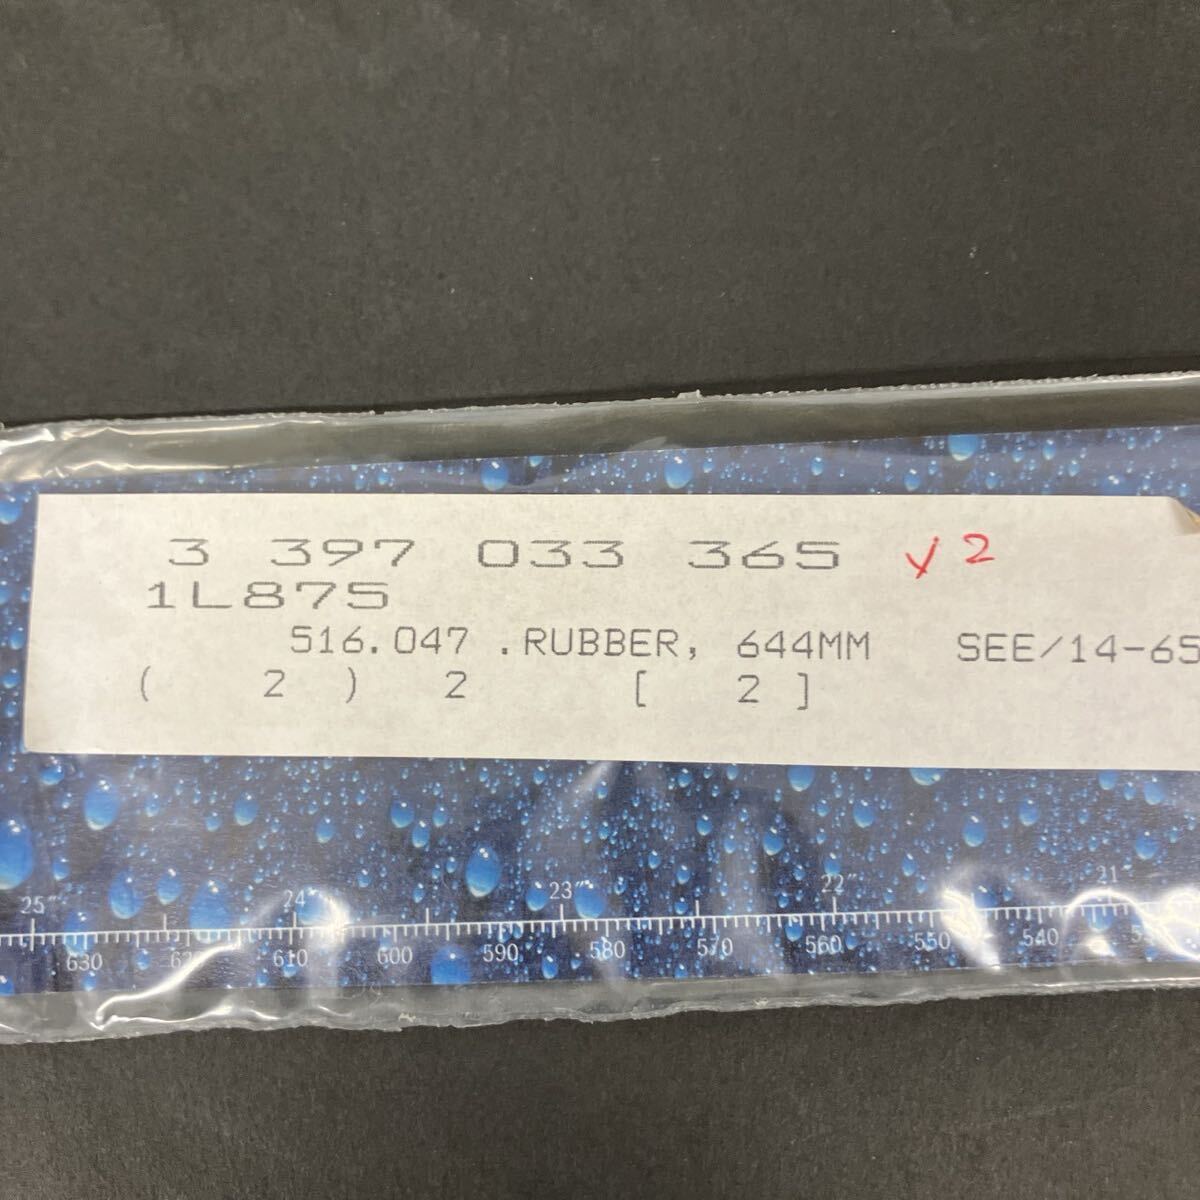 3 397 033 365 ✓2
1L875
516.047 .RUBBER, 644MM SEE/14-65
( 2 ) 2 [ 2 ]
25" 24" 23" 22" 21"
630 620 610 600 590 580 570 560 550 540